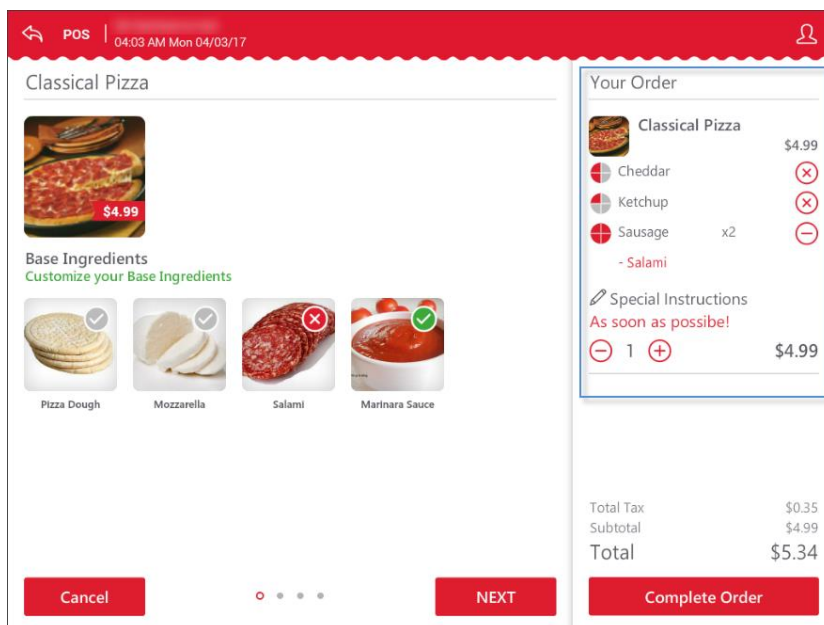 POS
04:03 AM Mon 04/03/17
Classical Pizza
$4.99
Base Ingredients
Customize your Base Ingredients
Pizza Dough
Mozzarella
Salami
Marinara Sauce
Cancel
NEXT
Your Order
Classical Pizza
$4.99
Cheddar
Ketchup
Sausage x2
- Salami
Special Instructions
As soon as possibe!
1 $4.99
Total Tax $0.35
Subtotal $4.99
Total $5.34
Complete Order